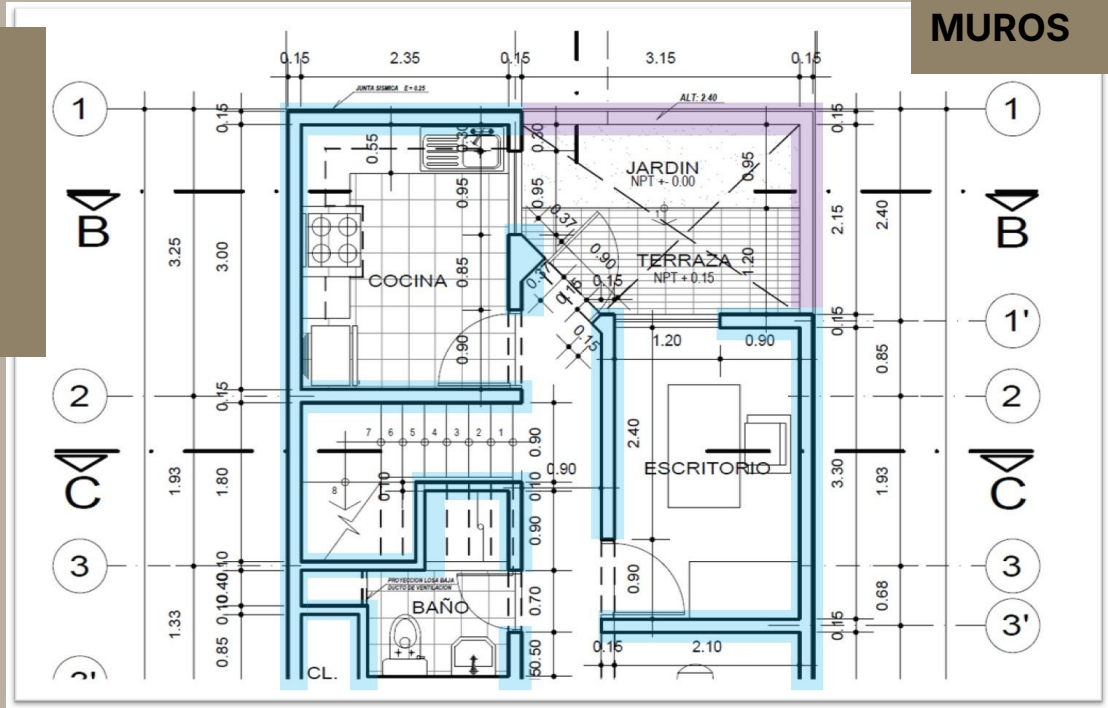 MUROS
0.15 2.35 0.15 3.15 0.15
JUNTA SISMICA E=0.25
ALT: 2.40
1 1
0.15 0.15
0.55 0.30 0.30
JARDIN
NPT +- 0.00
0.95 0.95 0.95
B B
3.25 3.00 2.15 2.40
0.37 0.90
TERRAZA
NPT + 0.15
1.20
COCINA 0.85 0.37 0.15 0.15
1'
0.15
0.15
1.20 0.90
0.90 0.85
2 2
0.15
7 6 5 4 3 2 1
0.90 2.40
C C
ESCRITORIO
0.90
1.93 1.80 3.30 1.93
8 0.10 0.10
0.90
3 3
.10
0.40
PROYECCION LOSA BAJA
DUCTO DE VENTILACION
0.90
BAÑO
0.70 0.68
0.10
1.33 0.15 3'
0.85 0.50 0.15 2.10
CL.